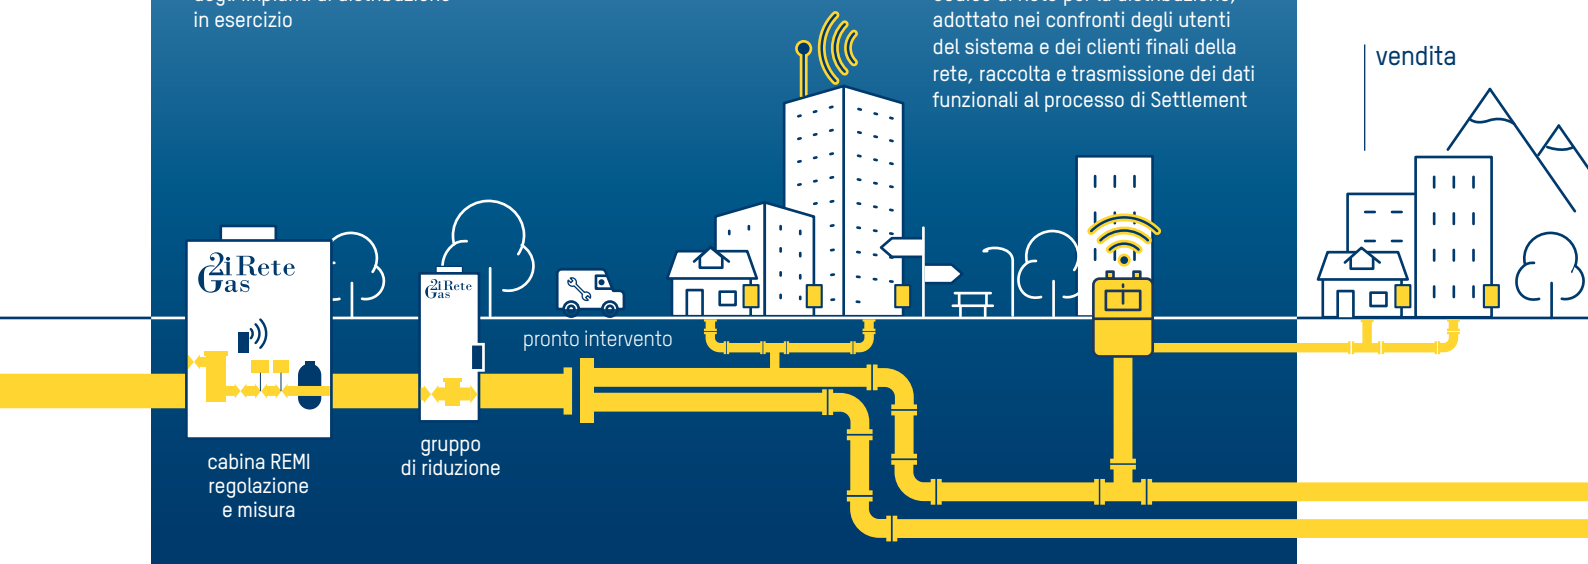 in esercizio
adottato nei confronti degli utenti
del sistema e dei clienti finali della
rete, raccolta e trasmissione dei dati
funzionali al processo di Settlement
vendita
2i Rete
Gas
2i Rete
Gas
pronto intervento
cabina REMI
regolazione
e misura
gruppo
di riduzione